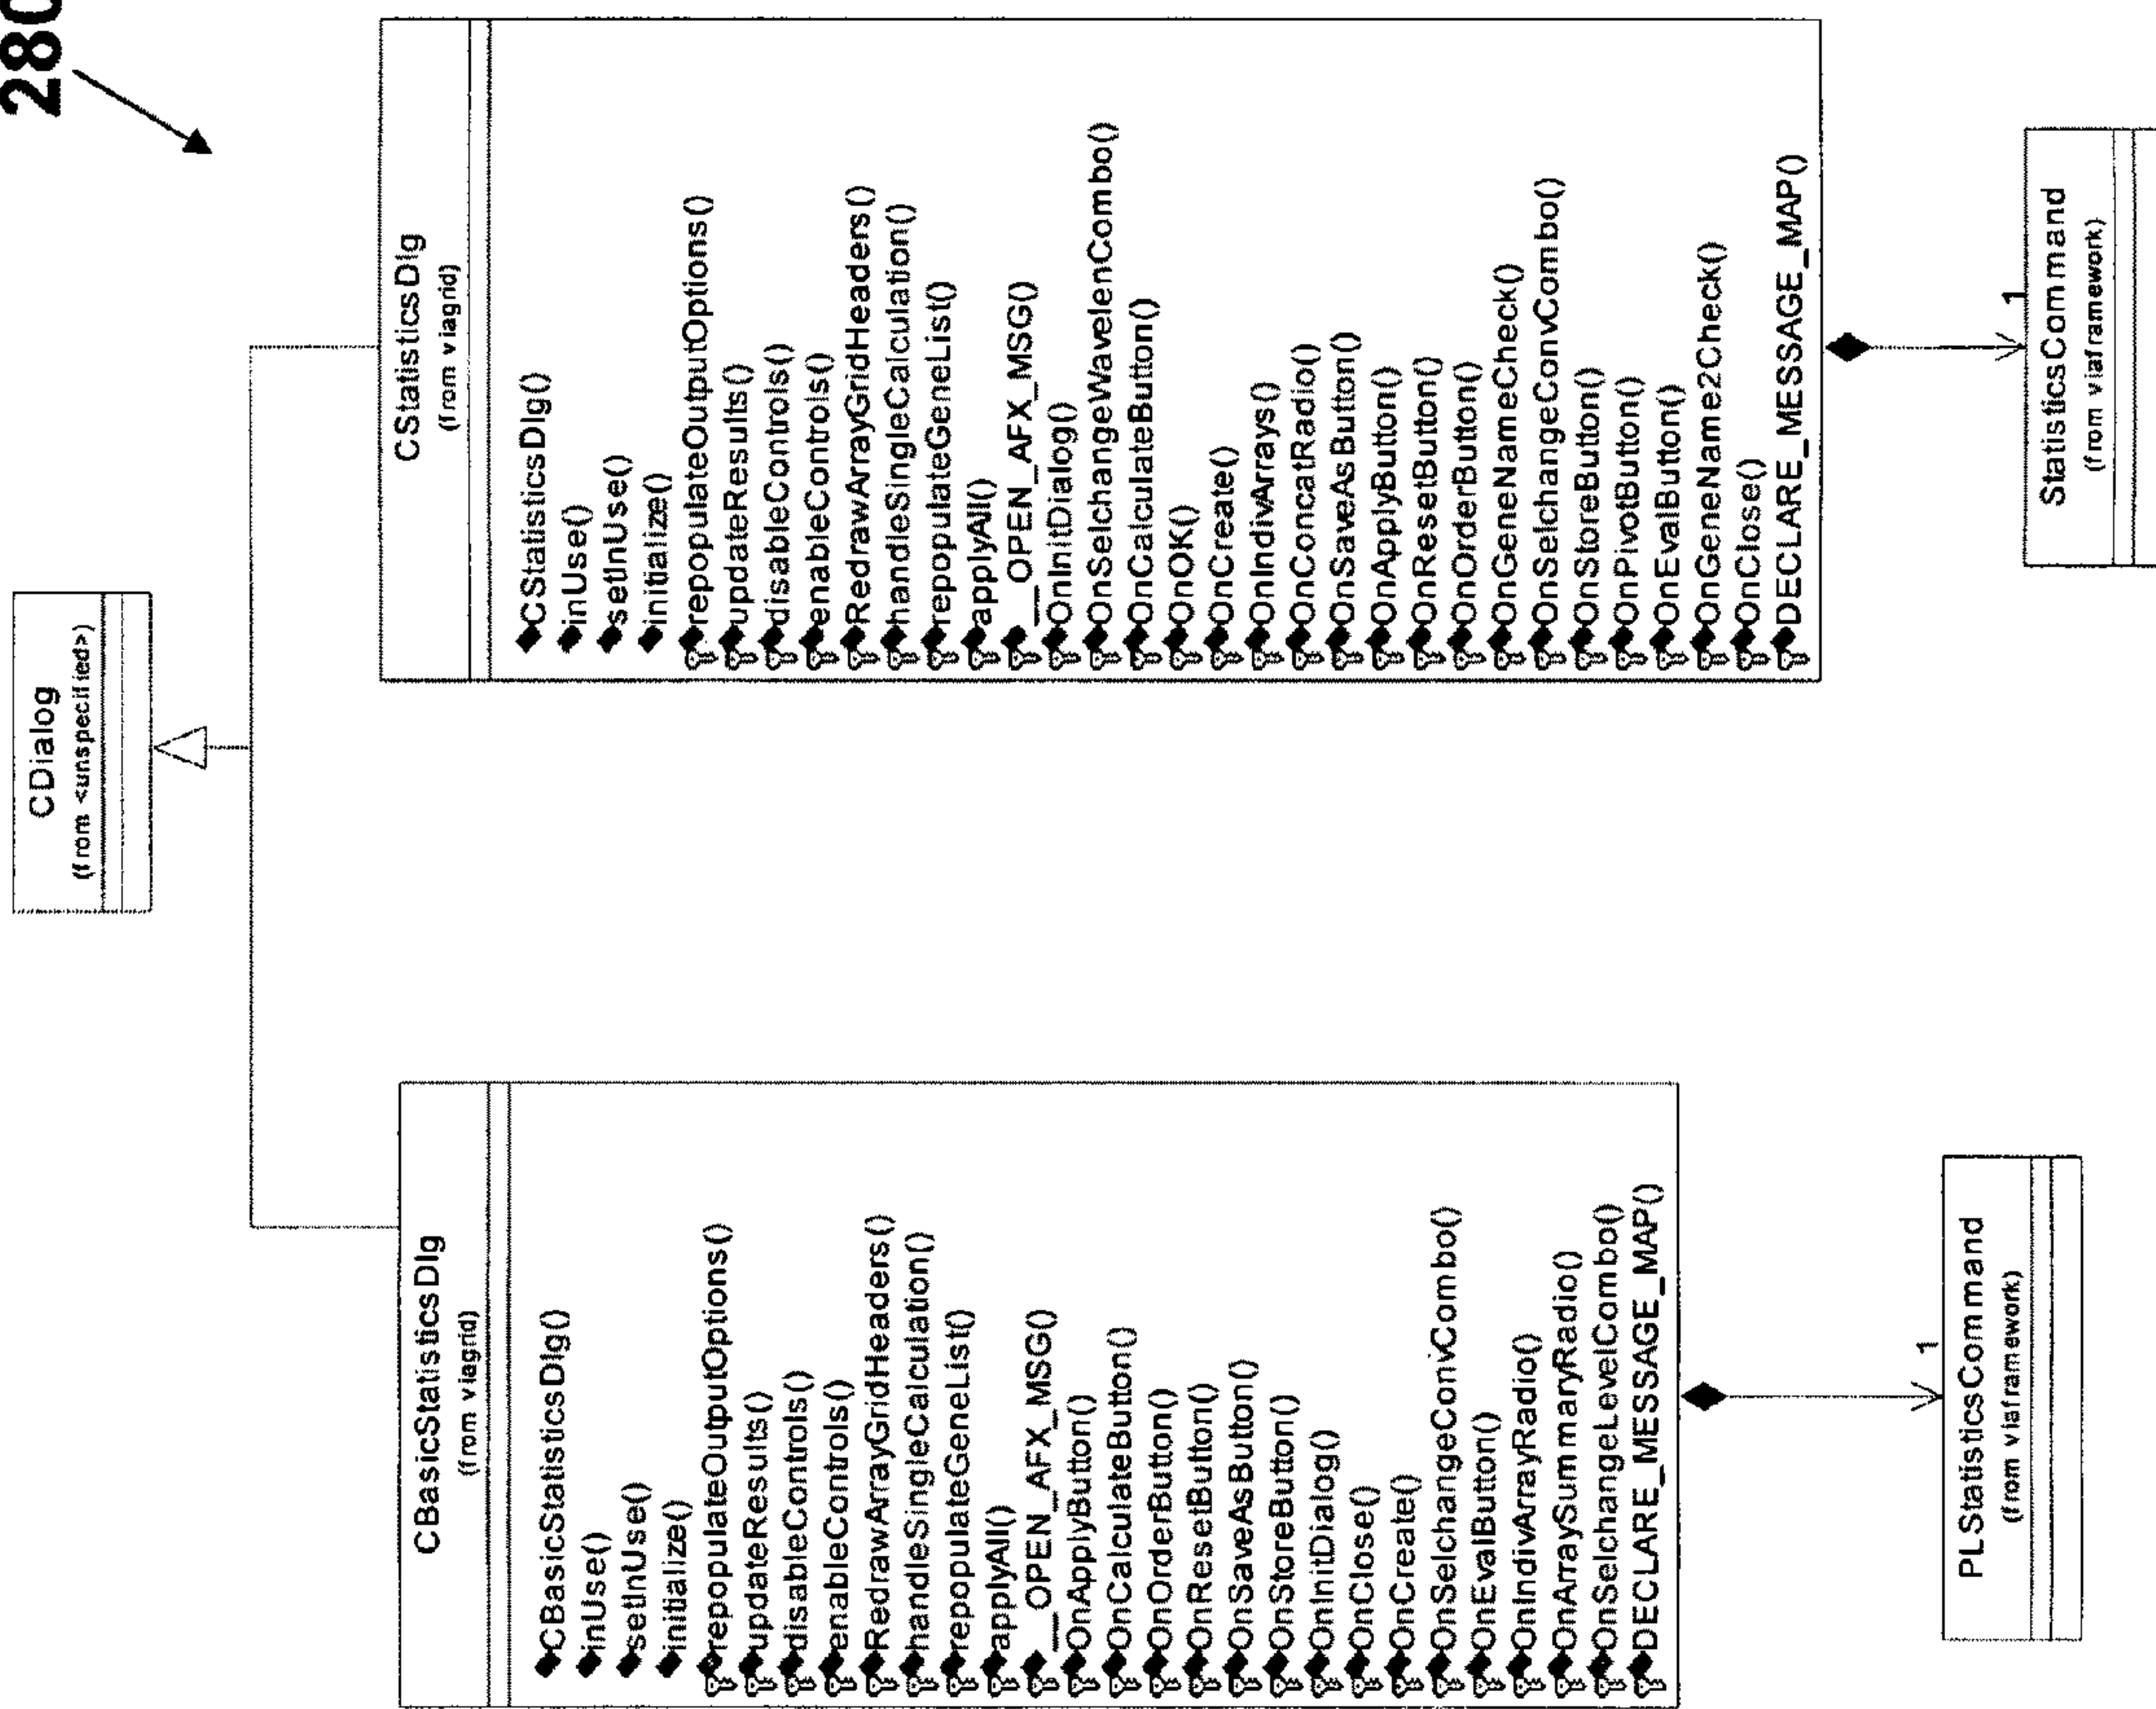 280
CDialog
(from <unspecified>)
CBasicStatisticsDlg
(from viagrid)
CBasicStatisticsDlg()
inUse()
setInUse()
initialize()
repopulateOutputOptions()
updateResults()
disableControls()
enableControls()
RedrawArrayGridHeaders()
handleSingleCalculation()
repopulateGeneList()
applyAll()
__OPEN_AFX_MSG()
OnApplyButton()
OnCalculateButton()
OnOrderButton()
OnResetButton()
OnSaveAsButton()
OnStoreButton()
OnInitDialog()
OnClose()
OnCreate()
OnSelchangeConvCombo()
OnEvalButton()
OnIndivArrayRadio()
OnArraySummaryRadio()
OnSelchangeLevelCombo()
DECLARE_MESSAGE_MAP()
1
PLStatisticsCommand
(from viaframework)
CStatisticsDlg
(from viagrid)
CStatisticsDlg()
inUse()
setInUse()
initialize()
repopulateOutputOptions()
updateResults()
disableControls()
enableControls()
RedrawArrayGridHeaders()
handleSingleCalculation()
repopulateGeneList()
applyAll()
__OPEN_AFX_MSG()
OnInitDialog()
OnSelchangeWavelenCombo()
OnCalculateButton()
OnOK()
OnCreate()
OnIndivArrays()
OnConcatRadio()
OnSaveAsButton()
OnApplyButton()
OnResetButton()
OnOrderButton()
OnGeneNameCheck()
OnSelchangeConvCombo()
OnStoreButton()
OnPivotButton()
OnEvalButton()
OnGeneName2Check()
OnClose()
DECLARE_MESSAGE_MAP()
1
StatisticsCommand
(from viaframework)